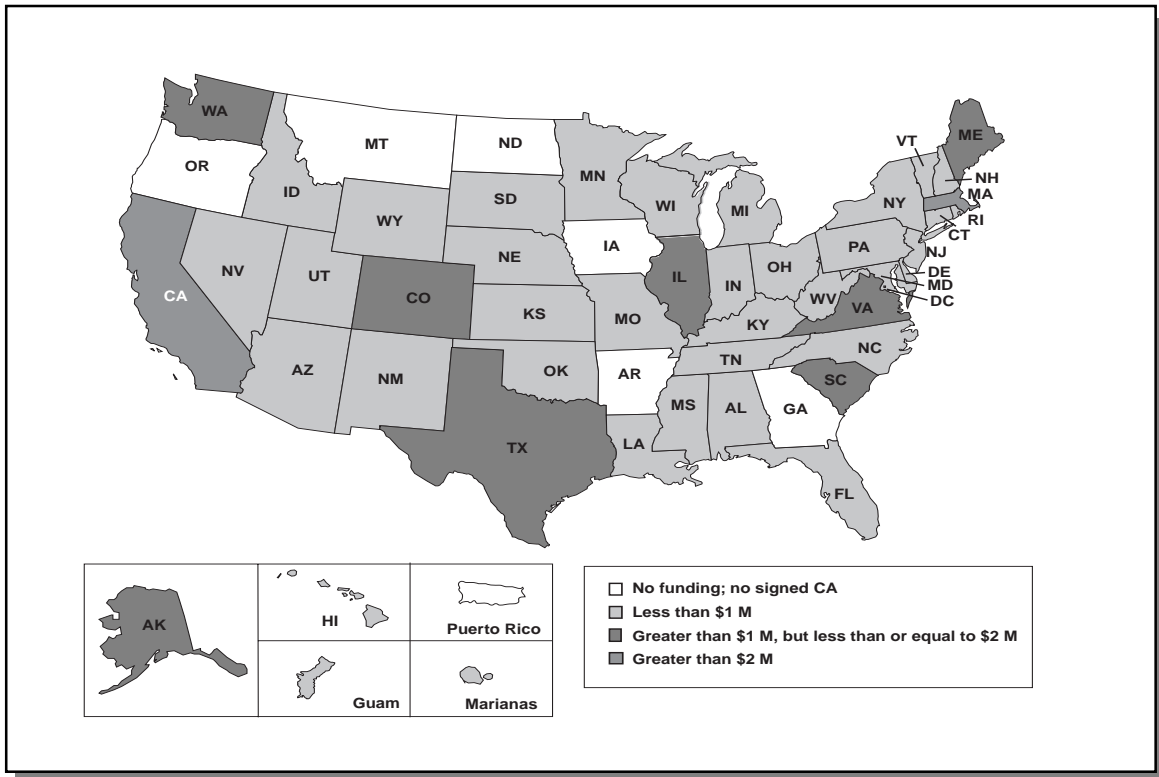 WA
OR
MT
ND
ID
WY
SD
MN
WI
MI
NY
VT
ME
NH
MA
RI
CT
NJ
DE
MD
DC
PA
OH
IN
IL
IA
NE
NV
UT
CO
CA
KS
MO
KY
WV
VA
NC
TN
SC
AZ
NM
OK
AR
MS
AL
GA
TX
LA
FL
AK
HI
Puerto Rico
Guam
Marianas
No funding; no signed CA
Less than $1 M
Greater than $1 M, but less than or equal to $2 M
Greater than $2 M